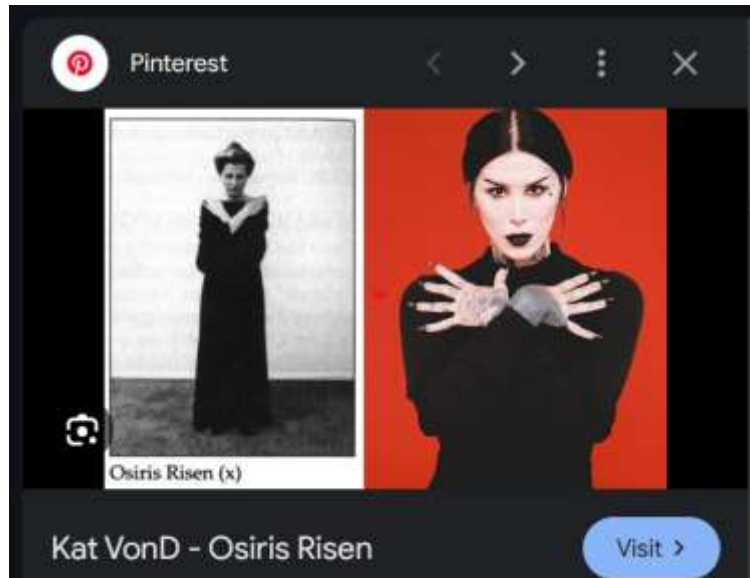 Pinterest
Osiris Risen (x)
Kat VonD - Osiris Risen
Visit >